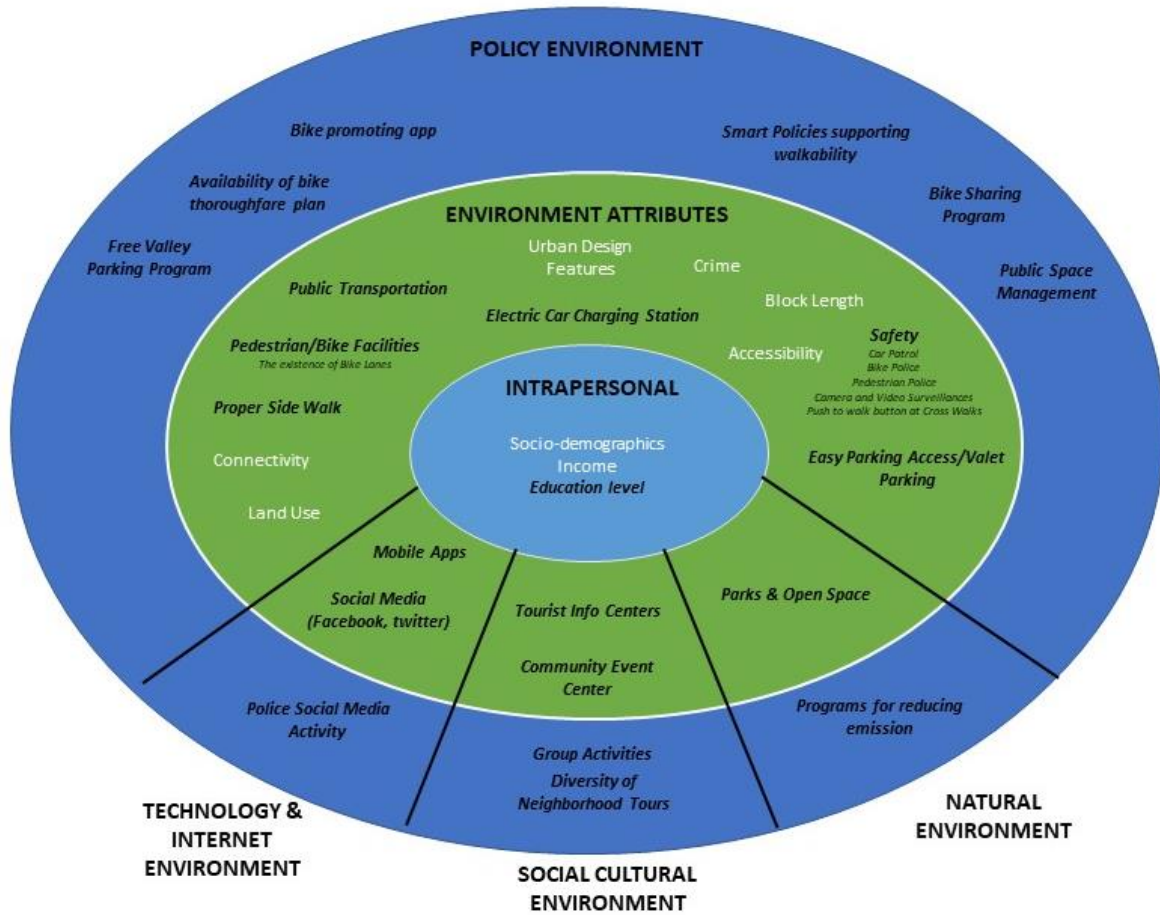 POLICY ENVIRONMENT
Bike promoting app
Smart Policies supporting
walkability
Availability of bike
thoroughfare plan
Bike Sharing
Program
Free Valley
Parking Program
Public Space
Management
ENVIRONMENT ATTRIBUTES
Urban Design
Features
Crime
Public Transportation
Block Length
Electric Car Charging Station
Pedestrian/Bike Facilities
The existence of Bike Lanes
Accessibility
Safety
Car Patrol
Bike Police
Pedestrian Police
Camera and Video Surveillances
Push to walk button at Cross Walks
Proper Side Walk
Connectivity
Land Use
Easy Parking Access/Valet
Parking
INTRAPERSONAL
Socio-demographics
Income
Education level
Mobile Apps
Social Media
(Facebook, twitter)
Tourist Info Centers
Community Event
Center
Parks & Open Space
Police Social Media
Activity
Group Activities
Diversity of
Neighborhood Tours
Programs for reducing
emission
TECHNOLOGY &
INTERNET
ENVIRONMENT
SOCIAL CULTURAL
ENVIRONMENT
NATURAL
ENVIRONMENT